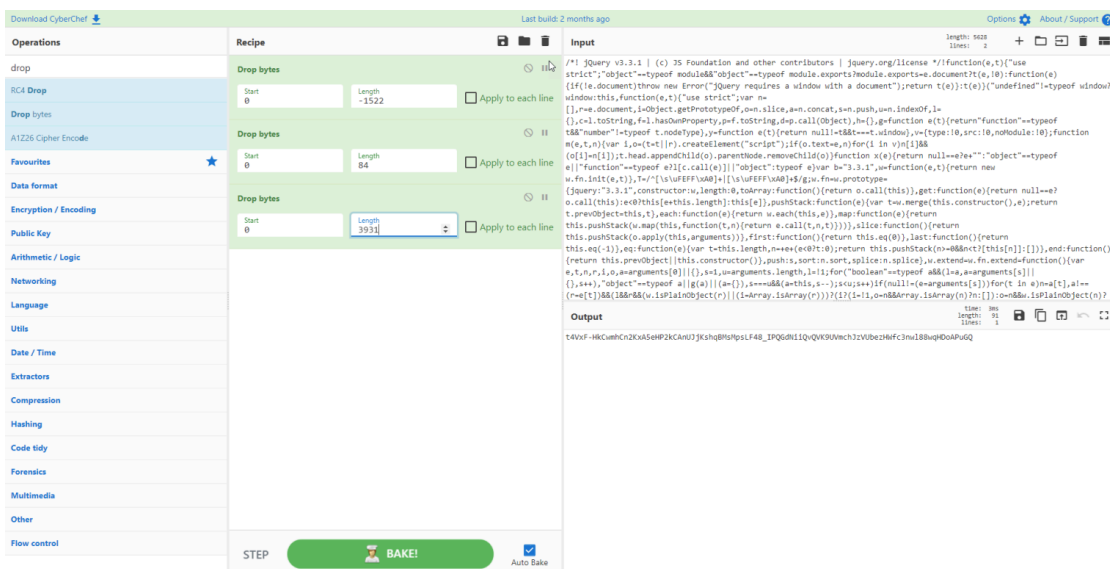 Download CyberChef
Last build: 2 months ago
Options
About / Support
Operations
Recipe
Input
length: 5628
lines: 2
drop
RC4 Drop
Drop bytes
A1Z26 Cipher Encode
Favourites
Data format
Encryption / Encoding
Public Key
Arithmetic / Logic
Networking
Language
Utils
Date / Time
Extractors
Compression
Hashing
Code tidy
Forensics
Multimedia
Other
Flow control
Drop bytes
Start
0
Length
-1522
Apply to each line
Drop bytes
Start
0
Length
84
Apply to each line
Drop bytes
Start
0
Length
3931
Apply to each line
STEP
BAKE!
Auto Bake
/*! jQuery v3.3.1 | (c) JS Foundation and other contributors | jquery.org/license */!function(e,t){"use
strict";"object"==typeof module&&"object"==typeof module.exports?module.exports=e.document?t(e,!0):function(e)
{if(!e.document)throw new Error("jQuery requires a window with a document");return t(e)}:t(e)}("undefined"!=typeof window?
window:this,function(e,t){"use strict";var n=
[],r=e.document,i=Object.getPrototypeOf,o=n.slice,a=n.concat,s=n.push,u=n.indexOf,l=
{},c=l.toString,f=l.hasOwnProperty,p=f.toString,d=p.call(Object),h={},g=function e(t){return"function"==typeof
t&&"number"!=typeof t.nodeType},y=function e(t){return null!=t&&t===t.window},v={type:!0,src:!0,noModule:!0};function
m(e,t,n){var i,o=(t=t||r).createElement("script");if(o.text=e,n)for(i in v)n[i]&&
(o[i]=n[i]);t.head.appendChild(o).parentNode.removeChild(o)}function x(e){return null==e?e+"":"object"==typeof
e||"function"==typeof e?l[c.call(e)]||"object":typeof e}var b="3.3.1",w=function(e,t){return new
w.fn.init(e,t)},T=/^[\s\uFEFF\xA0]+|[\s\uFEFF\xA0]+$/g;w.fn=w.prototype=
{jquery:"3.3.1",constructor:w,length:0,toArray:function(){return o.call(this)},get:function(e){return null==e?
o.call(this):e<0?this[e+this.length]:this[e]},pushStack:function(e){var t=w.merge(this.constructor(),e);return
t.prevObject=this,t},each:function(e){return w.each(this,e)},map:function(e){return
this.pushStack(w.map(this,function(t,n){return e.call(t,n,t)}))},slice:function(){return
this.pushStack(o.apply(this,arguments))},first:function(){return this.eq(0)},last:function(){return
this.eq(-1)},eq:function(e){var t=this.length,n=+e+(e<0?t:0);return this.pushStack(n>=0&&n<t?[this[n]]:[])},end:function()
{return this.prevObject||this.constructor()},push:s,sort:n.sort,splice:n.splice},w.extend=w.fn.extend=function(){var
e,t,n,r,i,o,a=arguments[0]||{},s=1,u=arguments.length,l=!1;for("boolean"==typeof a&&(l=a,a=arguments[s]||
{},s++),"object"==typeof a||g(a)||(a={}),s===u&&(a=this,s--);s<u;s++)if(null!=(e=arguments[s]))for(t in e)n=a[t],a!==
(r=e[t])&&(l&&r&&(w.isPlainObject(r)||(i=Array.isArray(r)))?(i?(i=!1,o=n&&Array.isArray(n)?n:[]):o=n&&w.isPlainObject(n)?
Output
time: 3ms
length: 91
lines: 1
t4VxF-HkCwmhCn2KxA5eHP2kCAnUJjKshqBMsMpsLF48_IPQGdN1iQvQVK9UVmchJzVUbezHWfc3nwl88wqHDoAPuGQ